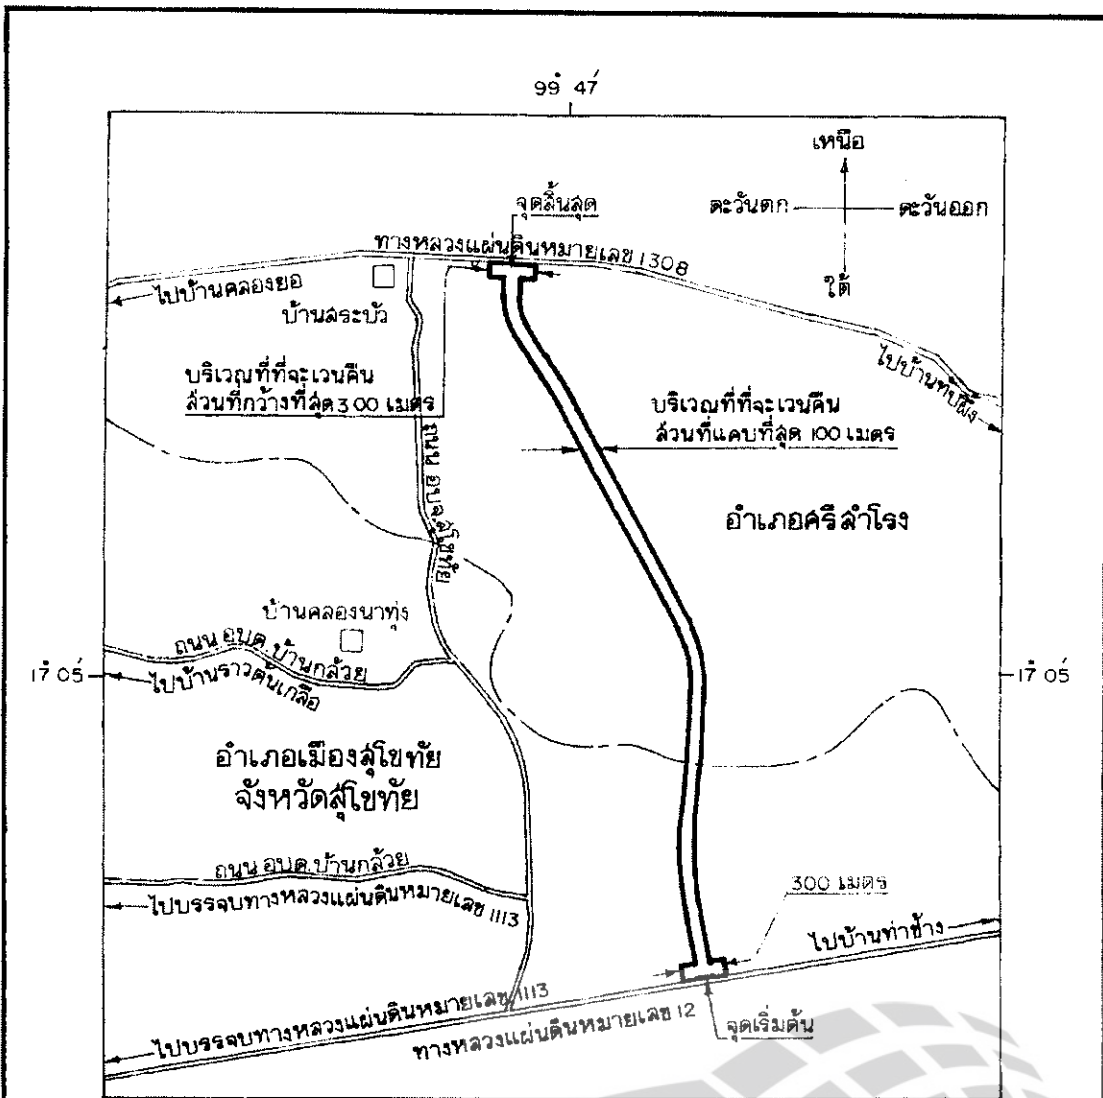 99° 47′
เหนือ
จุดสิ้นสุด
ตะวันตก
ตะวันออก
ทางหลวงแผ่นดินหมายเลข 1308
ใต้
ไปบ้านคลองยอ
บ้านสระบัว
ไปบ้านทับผึ้ง
บริเวณที่ที่จะเวนคืน
ส่วนที่กว้างที่สุด 300 เมตร
บริเวณที่ที่จะเวนคืน
ส่วนที่แคบที่สุด 100 เมตร
ถนน อบจ.สุโขทัย
อำเภอศรีสำโรง
บ้านคลองนาทุ่ง
ถนน อบต.บ้านกล้วย
17° 05′
17° 05′
ไปบ้านราวต้นเกลือ
อำเภอเมืองสุโขทัย
จังหวัดสุโขทัย
ถนน อบต.บ้านกล้วย
ไปบรรจบทางหลวงแผ่นดินหมายเลข 1113
300 เมตร
ไปบ้านท่าช้าง
ไปบรรจบทางหลวงแผ่นดินหมายเลข 1113
ทางหลวงแผ่นดินหมายเลข 12
จุดเริ่มต้น